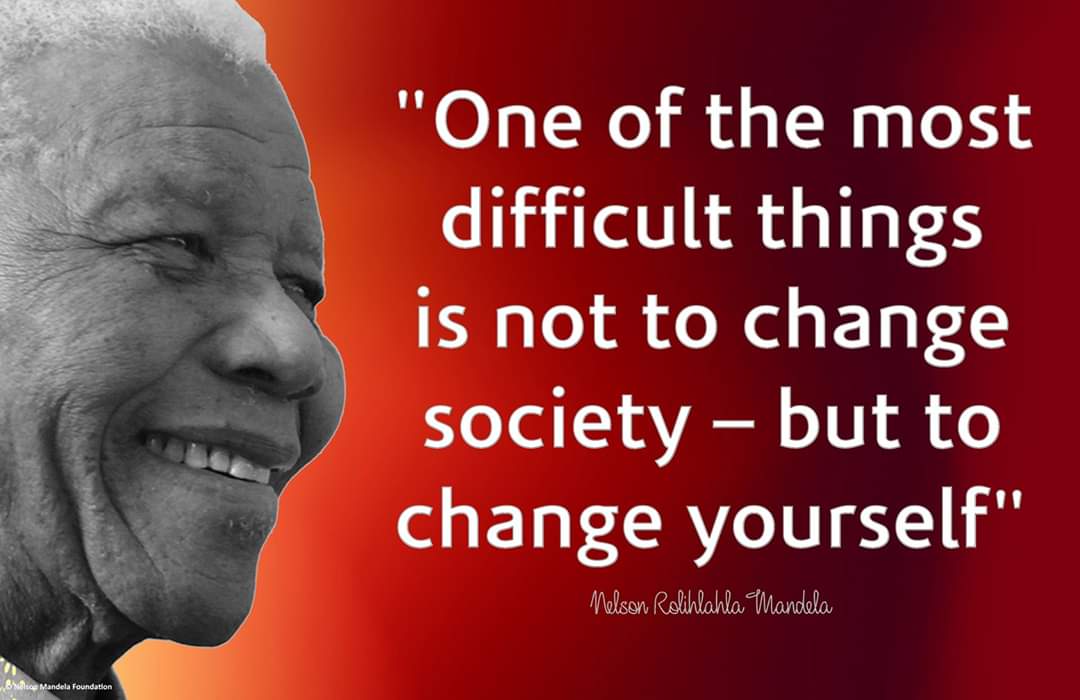 "One of the most
difficult things
is not to change
society – but to
change yourself"
Nelson Rolihlahla Mandela
© Nelson Mandela Foundation